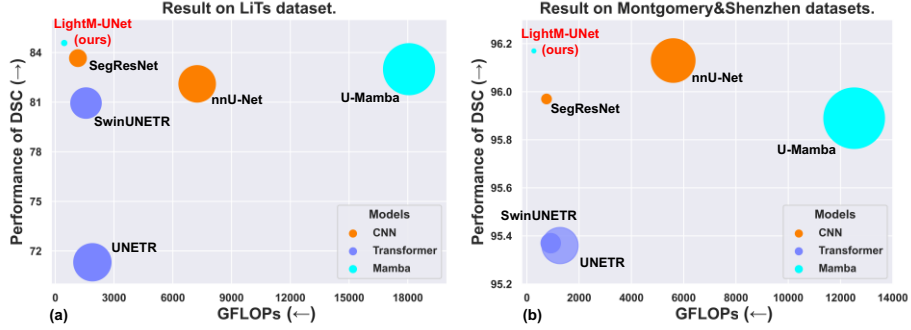 Result on LiTs dataset.
Performance of DSC (→)
84
81
78
75
72
LightM-UNet
(ours)
SegResNet
SwinUNETR
nnU-Net
U-Mamba
UNETR
Models
CNN
Transformer
Mamba
0 3000 6000 9000 12000 15000 18000
(a)
GFLOPs (←)
Result on Montgomery&Shenzhen datasets.
Performance of DSC (→)
96.2
96.0
95.8
95.6
95.4
95.2
LightM-UNet
(ours)
nnU-Net
SegResNet
U-Mamba
SwinUNETR
UNETR
Models
CNN
Transformer
Mamba
0 2000 4000 6000 8000 10000 12000 14000
(b)
GFLOPs (←)